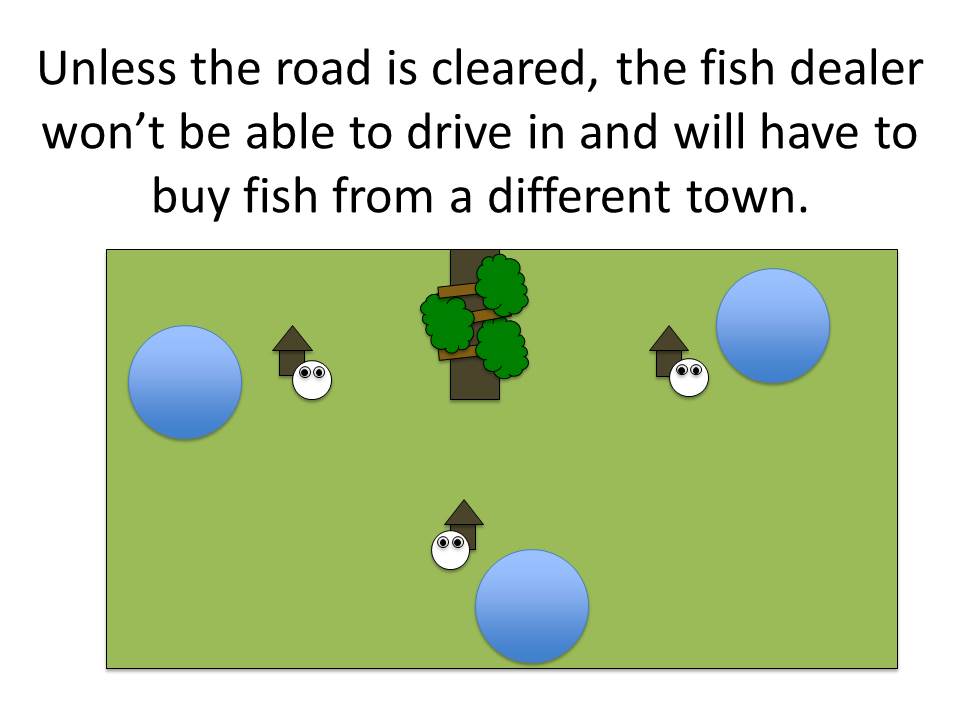 Unless the road is cleared, the fish dealer
won’t be able to drive in and will have to
buy fish from a different town.